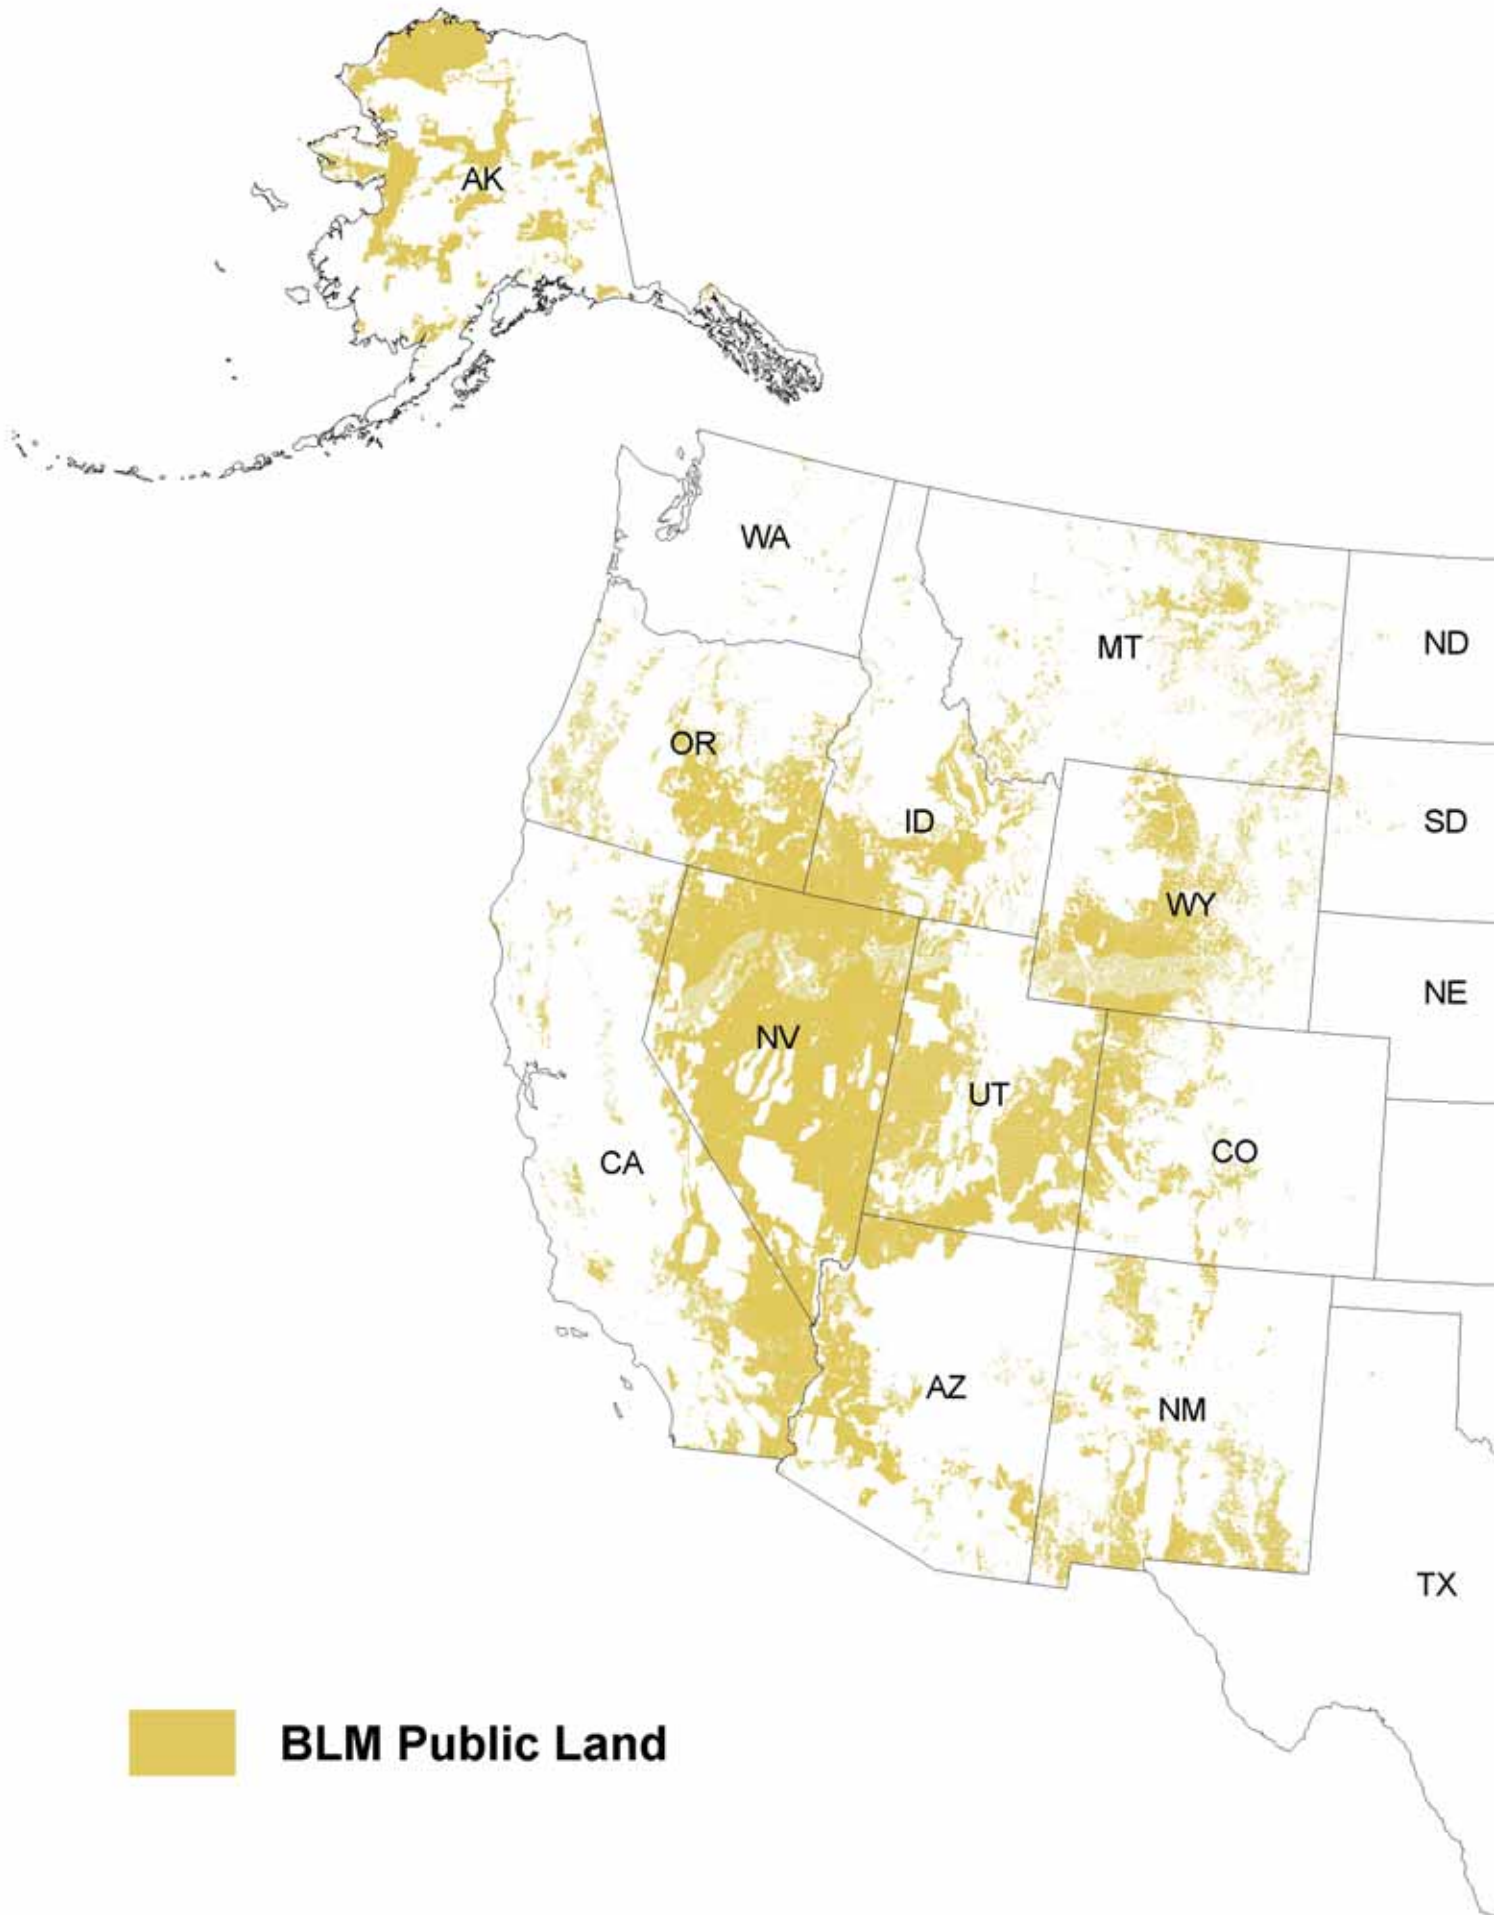 AK
WA
MT
ND
OR
ID
SD
WY
NE
NV
UT
CO
CA
AZ
NM
TX
BLM Public Land